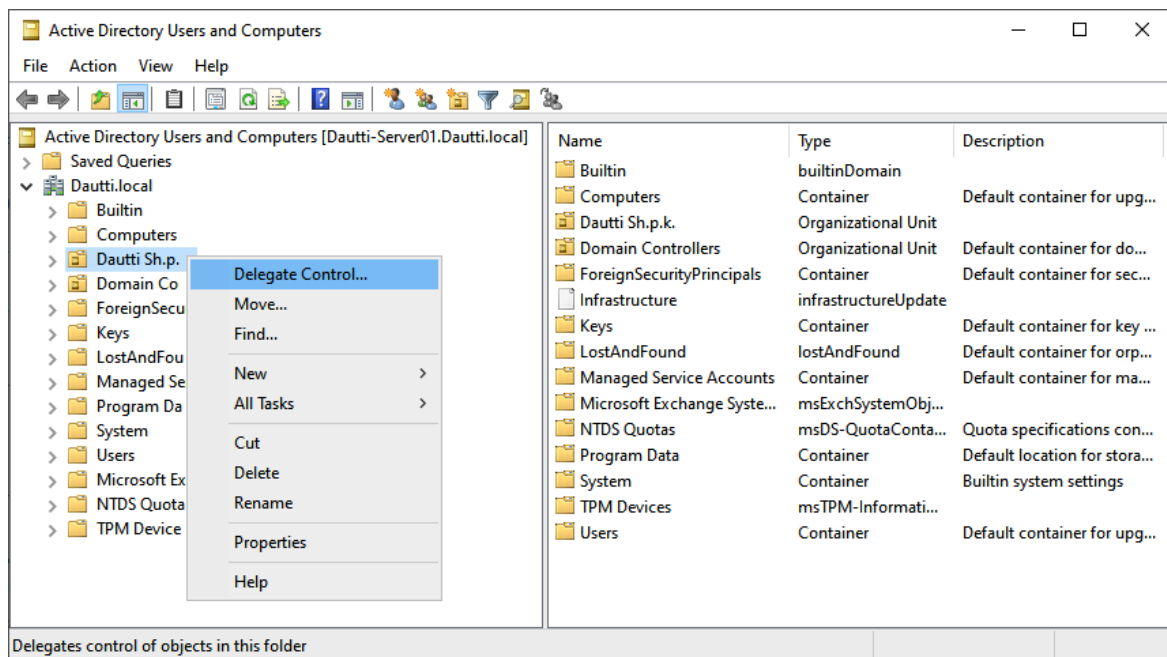 Active Directory Users and Computers
File Action View Help
Active Directory Users and Computers [Dautti-Server01.Dautti.local]
Saved Queries
Dautti.local
Builtin
Computers
Dautti Sh.p.
Domain Co
ForeignSecu
Keys
LostAndFou
Managed Se
Program Da
System
Users
Microsoft Ex
NTDS Quota
TPM Device
Delegate Control...
Move...
Find...
New
All Tasks
Cut
Delete
Rename
Properties
Help
Name Type Description
Builtin builtinDomain
Computers Container Default container for upg...
Dautti Sh.p.k. Organizational Unit
Domain Controllers Organizational Unit Default container for do...
ForeignSecurityPrincipals Container Default container for sec...
Infrastructure infrastructureUpdate
Keys Container Default container for key ...
LostAndFound lostAndFound Default container for orp...
Managed Service Accounts Container Default container for ma...
Microsoft Exchange Syste... msExchSystemObj...
NTDS Quotas msDS-QuotaConta... Quota specifications con...
Program Data Container Default location for stora...
System Container Builtin system settings
TPM Devices msTPM-Informati...
Users Container Default container for upg...
Delegates control of objects in this folder